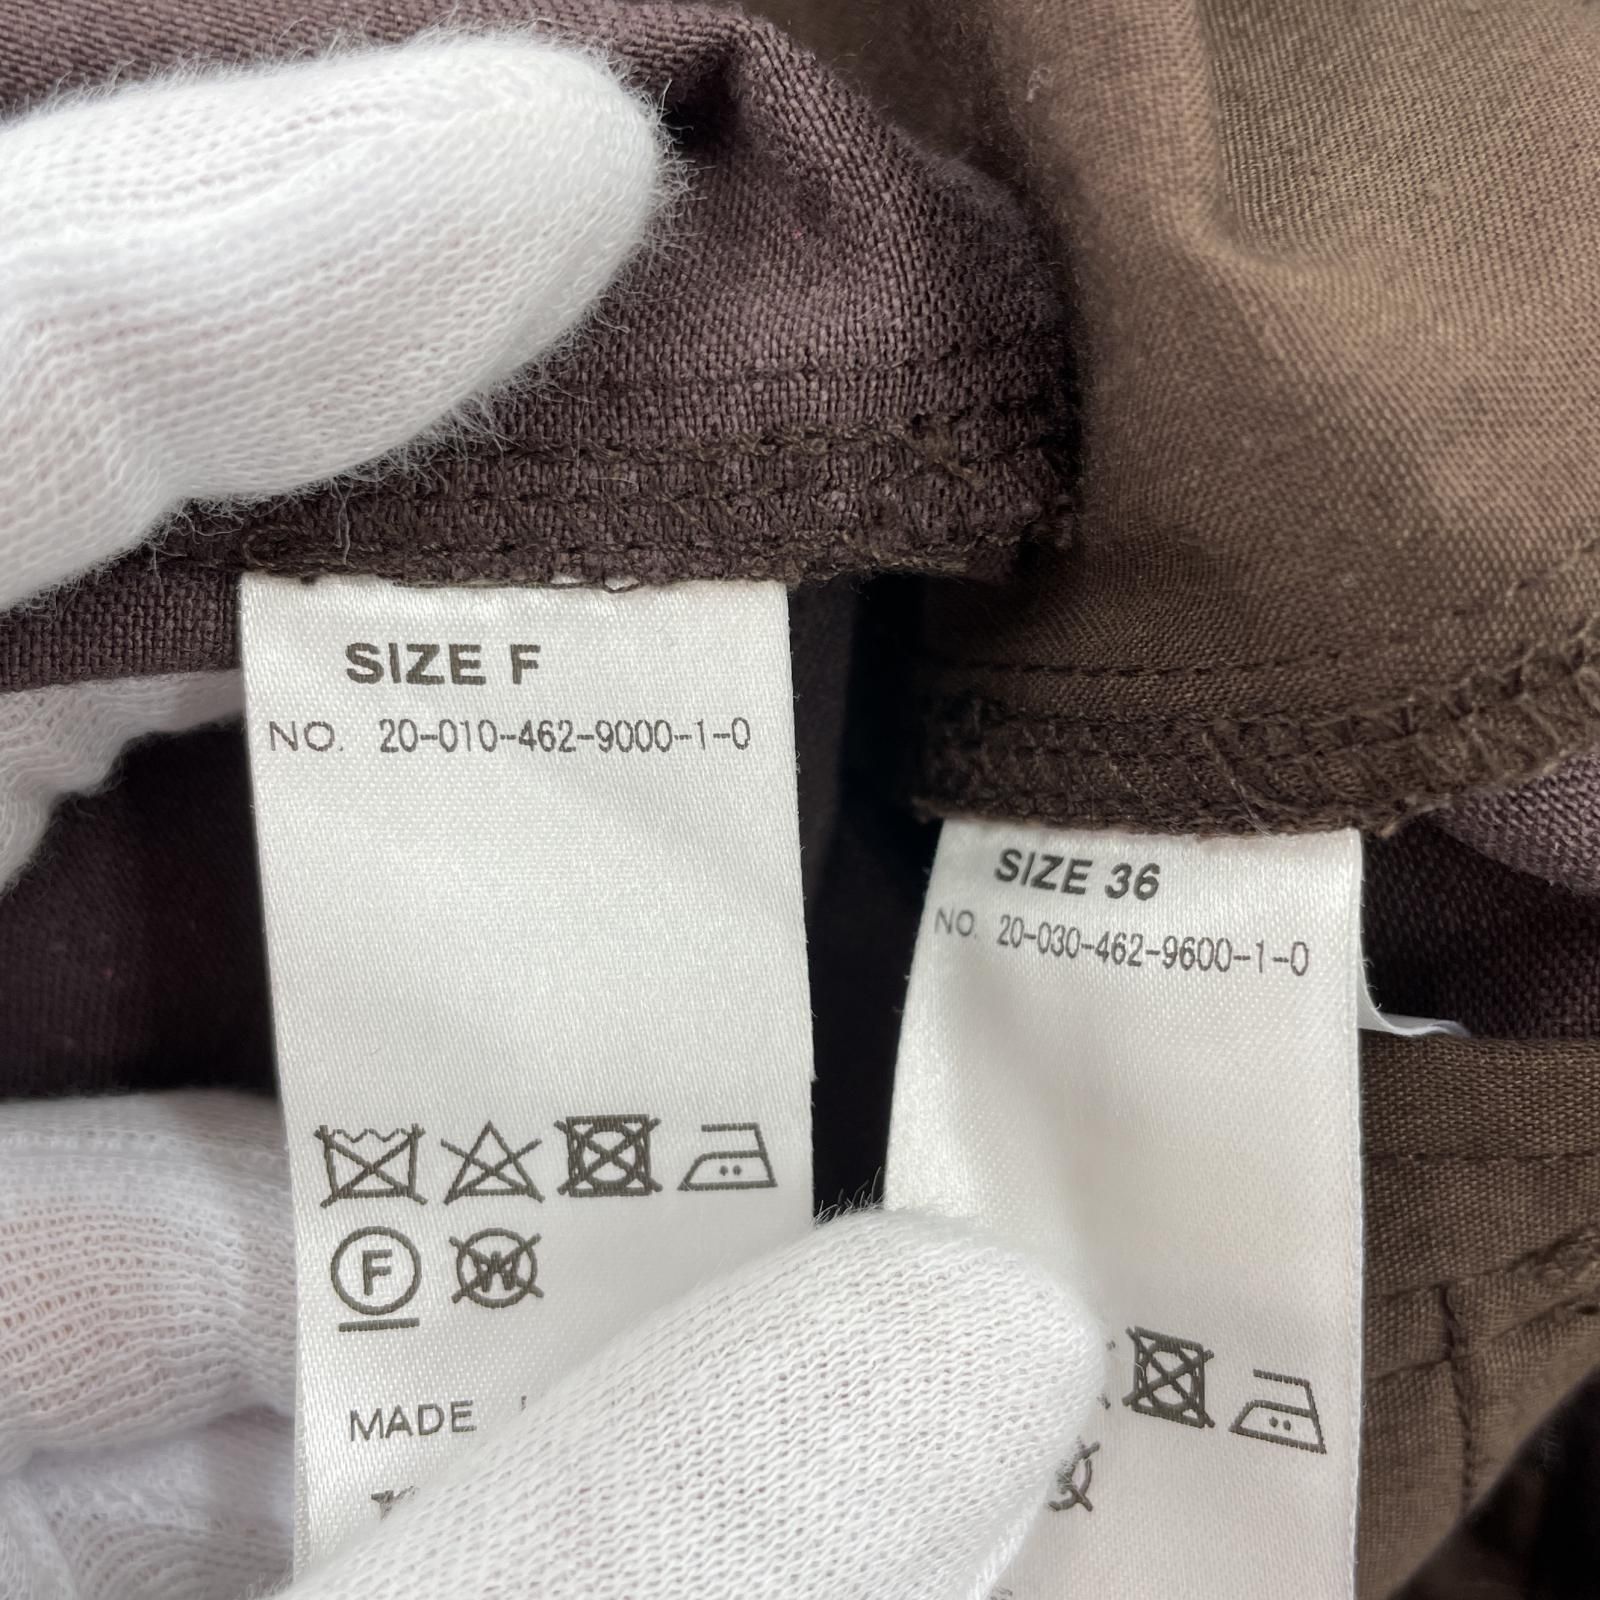 SIZE F
NO. 20-010-462-9000-1-0
F
W
MADE
SIZE 36
NO. 20-030-462-9600-1-0